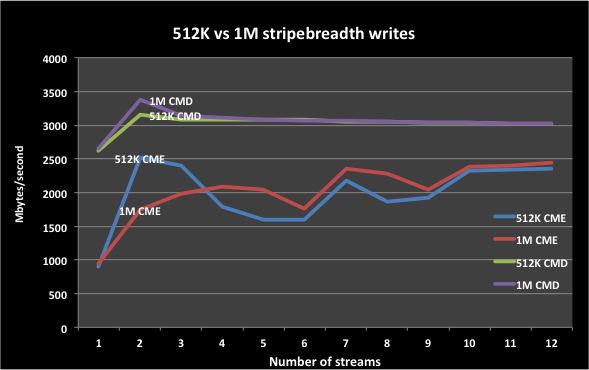 512K vs 1M stripebreadth writes
Mbytes/second
4000
3500
3000
2500
2000
1500
1000
500
0
1M CMD
512K CMD
512K CME
1M CME
512K CME
1M CME
512K CMD
1M CMD
1 2 3 4 5 6 7 8 9 10 11 12
Number of streams